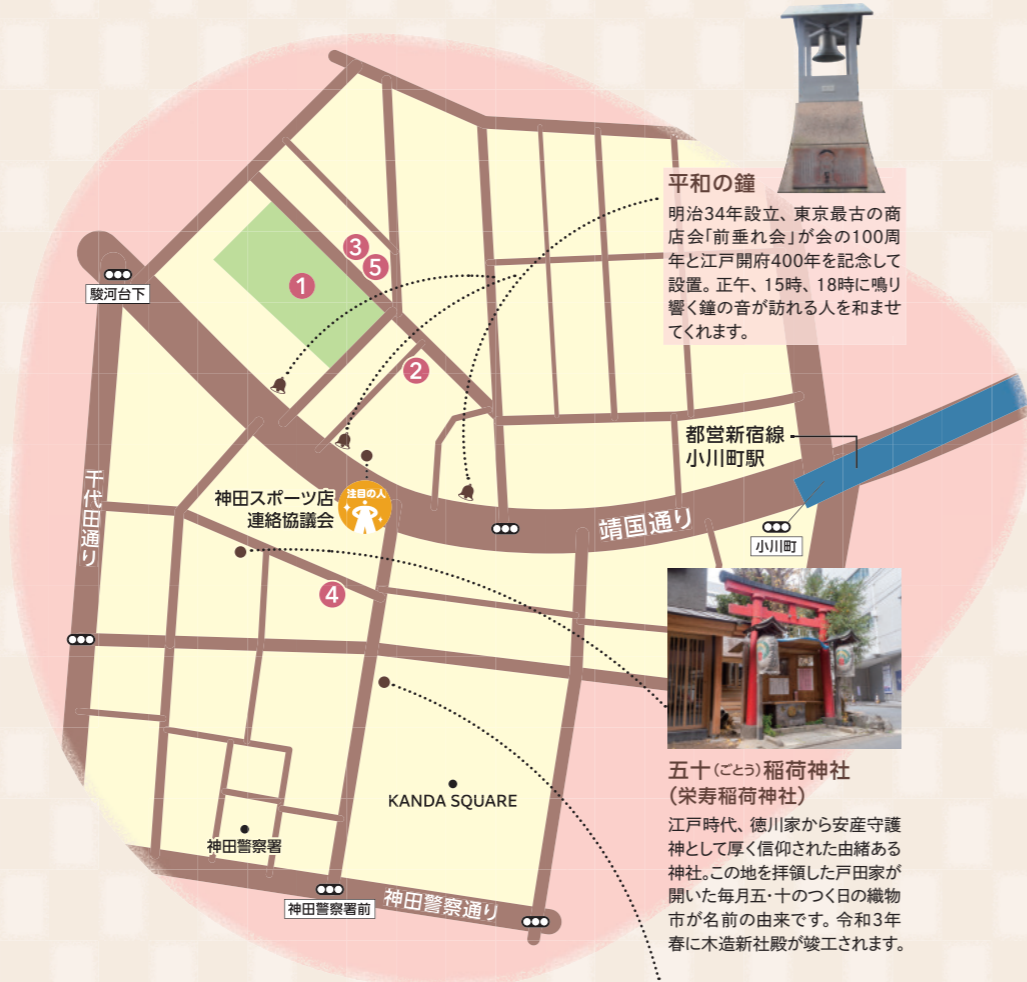 平和の鐘
明治34年設立、東京最古の商
店会「前垂れ会」が会の100周
年と江戸開府400年を記念して
設置。正午、15時、18時に鳴り
響く鐘の音が訪れる人を和ませ
てくれます。
駿河台下
1
3
5
2
都営新宿線
小川町駅
千代田通り
神田スポーツ店
連絡協議会
注目の人
靖国通り
小川町
4
KANDA SQUARE
神田警察署
神田警察署前
神田警察通り
五十(ごとう)稲荷神社
(栄寿稲荷神社)
江戸時代、徳川家から安産守護
神として厚く信仰された由緒ある
神社。この地を拝領した戸田家が
開いた毎月五・十のつく日の織物
市が名前の由来です。令和3年
春に木造新社殿が竣工されます。